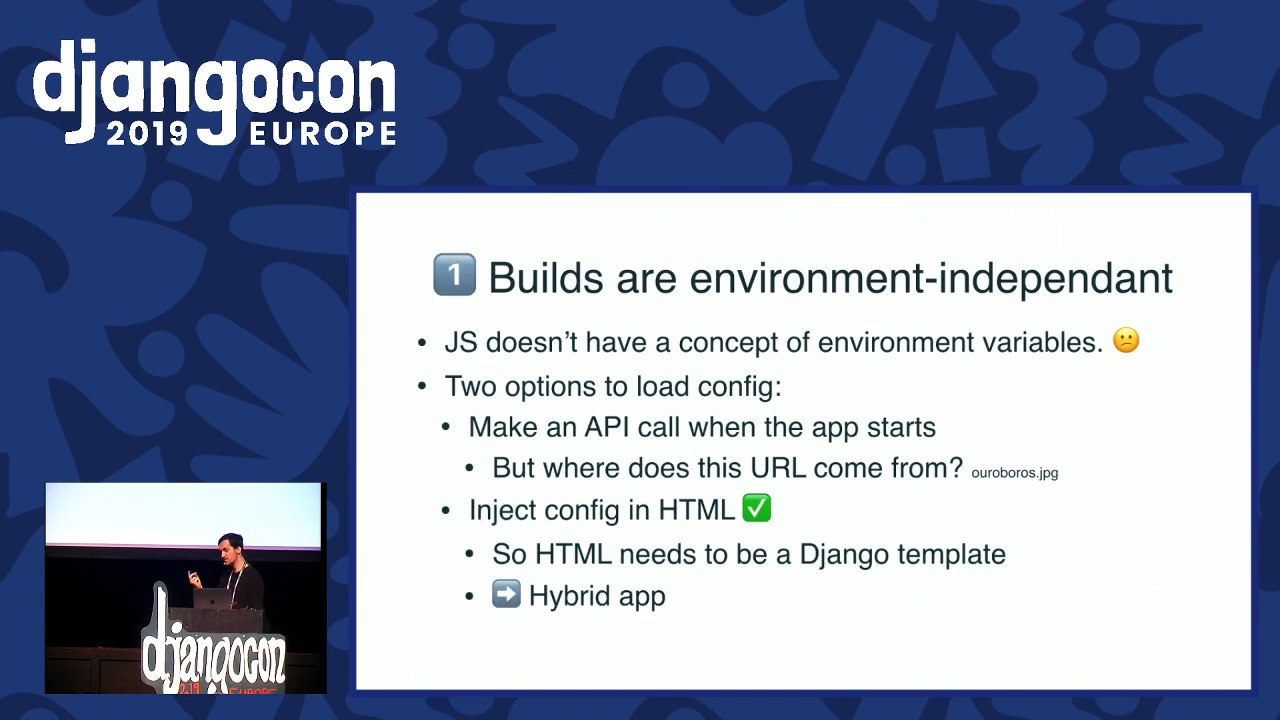 djangocon
2019 EUROPE
1 Builds are environment-independant
• JS doesn’t have a concept of environment variables. 😕
• Two options to load config:
• Make an API call when the app starts
• But where does this URL come from? ouroboros.jpg
• Inject config in HTML ✅
• So HTML needs to be a Django template
• ➡️ Hybrid app
djangocon
2019 EUROPE